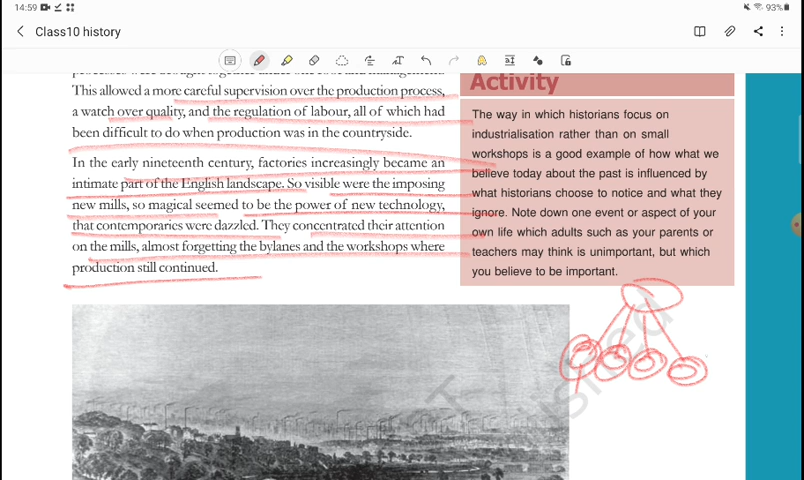 14:59
93%
Class10 history
This allowed a more careful supervision over the production process,
a watch over quality, and the regulation of labour, all of which had
been difficult to do when production was in the countryside.
In the early nineteenth century, factories increasingly became an
intimate part of the English landscape. So visible were the imposing
new mills, so magical seemed to be the power of new technology,
that contemporaries were dazzled. They concentrated their attention
on the mills, almost forgetting the bylanes and the workshops where
production still continued.
Activity
The way in which historians focus on
industrialisation rather than on small
workshops is a good example of how what we
believe today about the past is influenced by
what historians choose to notice and what they
ignore. Note down one event or aspect of your
own life which adults such as your parents or
teachers may think is unimportant, but which
you believe to be important.